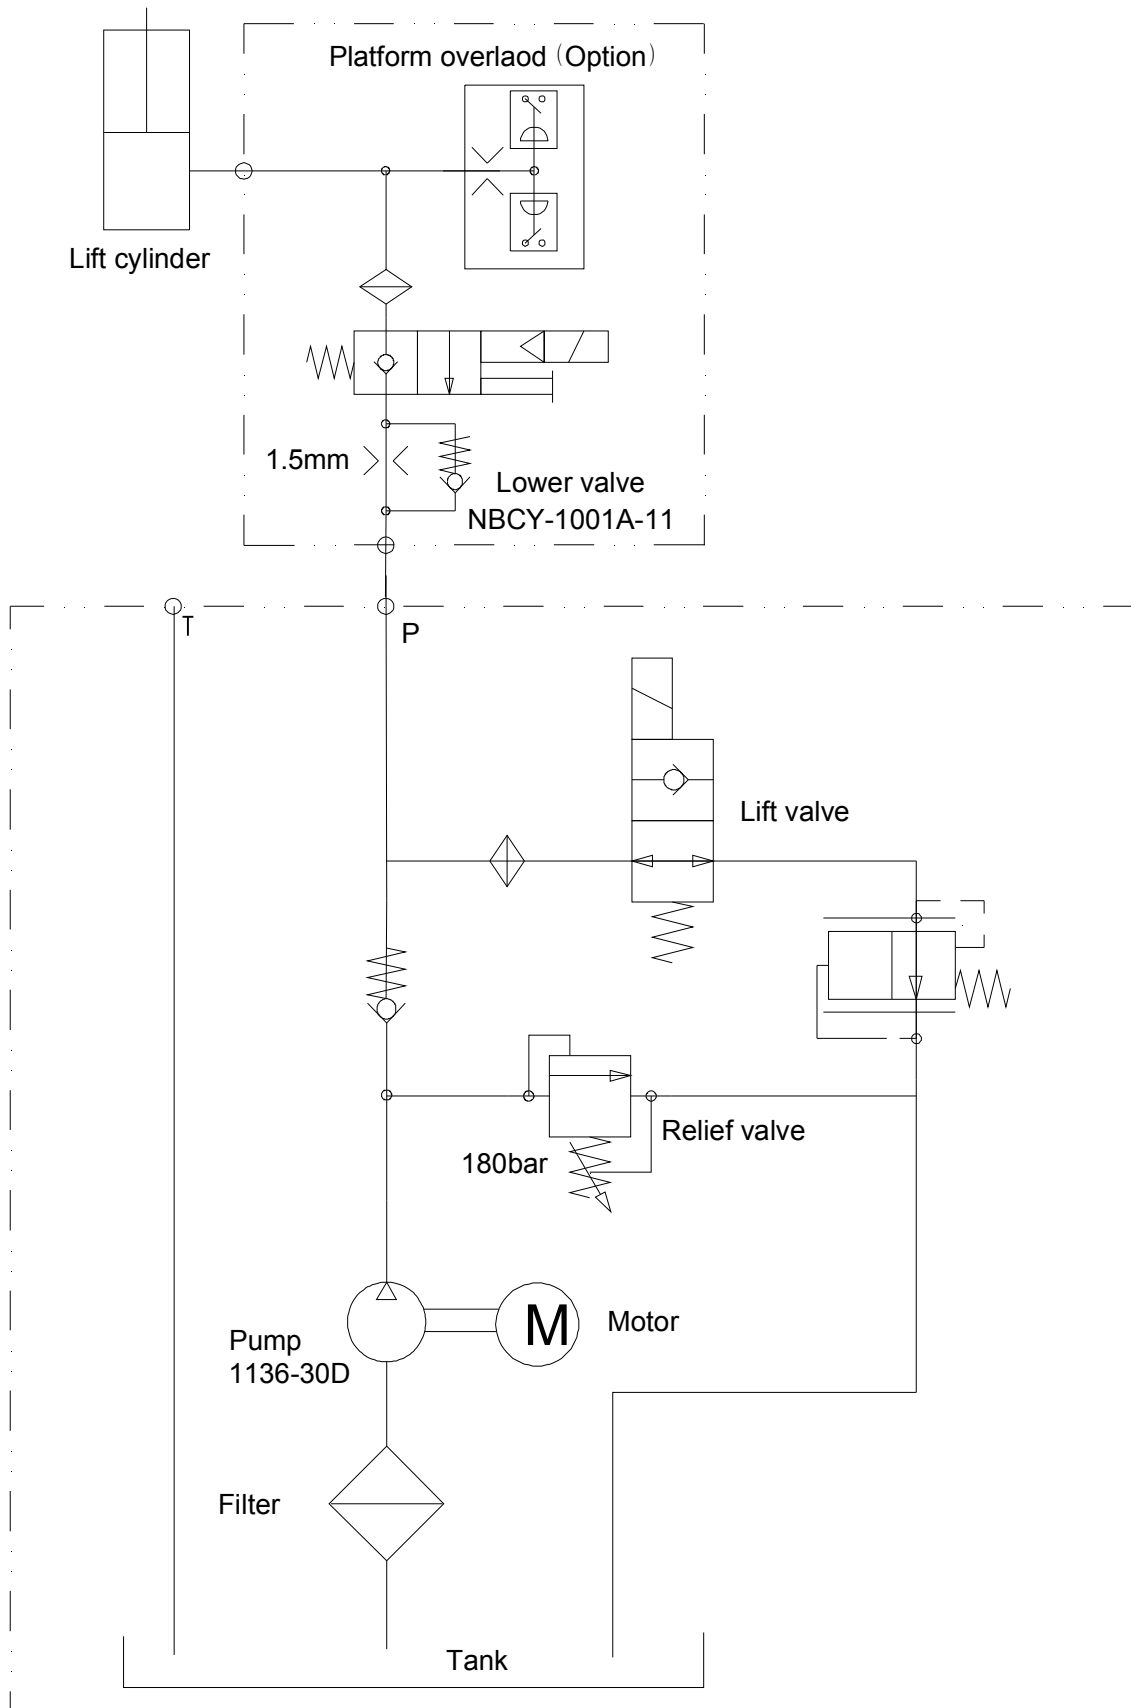 Platform overlaod (Option)
Lift cylinder
1.5mm
Lower valve
NBCY-1001A-11
T
P
Lift valve
Relief valve
180bar
M
Motor
Pump
1136-30D
Filter
Tank